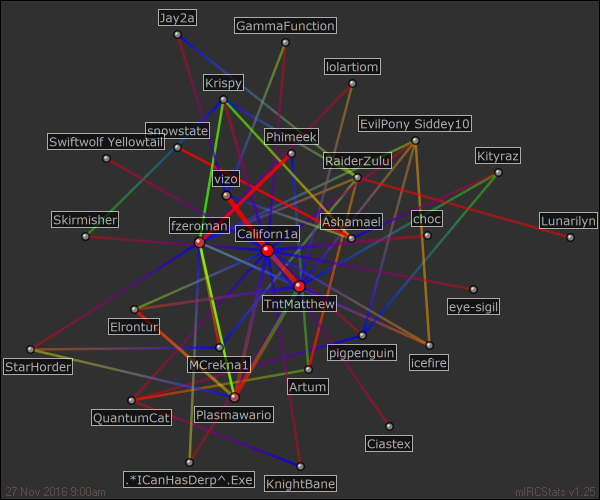 Jay2a
GammaFunction
lolartiom
Krispy
EvilPony Siddey10
snowstate
Phimeek
Swiftwolf Yellowtail
RaiderZulu
Kityraz
vizo
Skirmisher
fzeroman
Californ1a
Ashamael
choc
Lunarilyn
TntMatthew
eye-sigil
Elrontur
pigpenguin
icefire
StarHorder
MCrekna1
Artum
QuantumCat
Plasmawario
Ciastex
.*ICanHasDerp^.Exe
KnightBane
27 Nov 2016 9:00am
mIRCStats v1.25